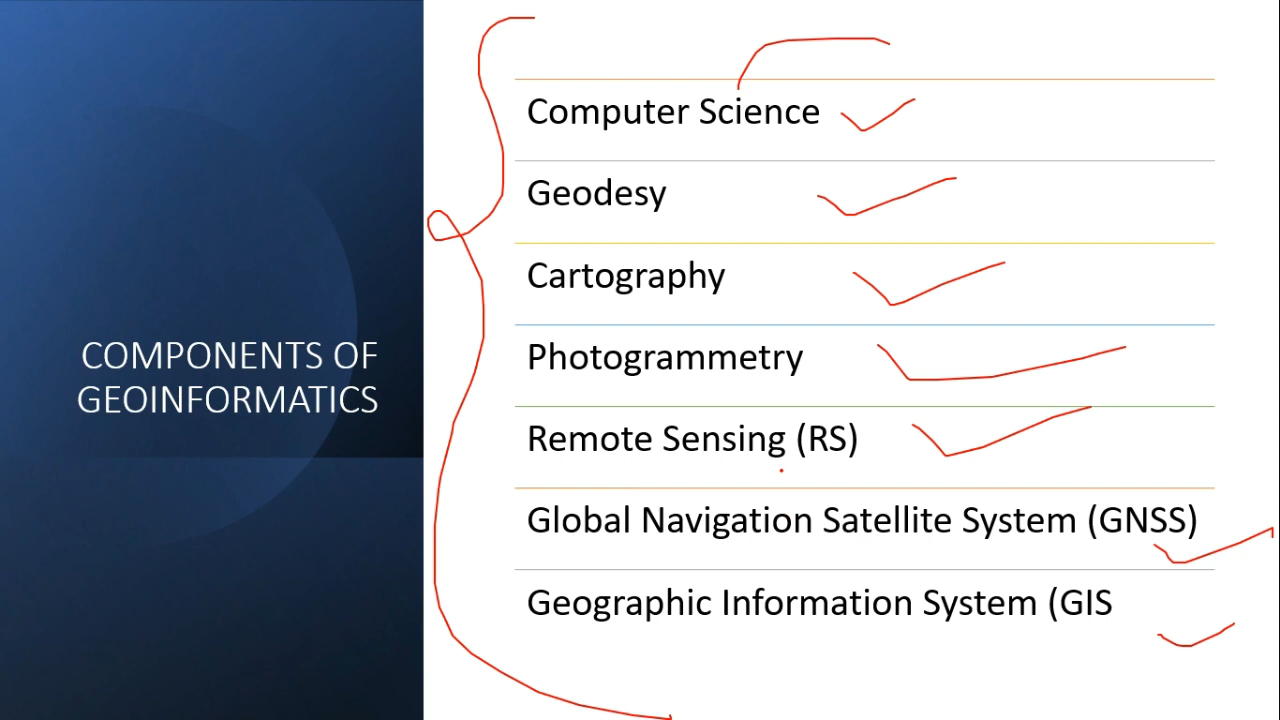 COMPONENTS OF
GEOINFORMATICS
Computer Science
Geodesy
Cartography
Photogrammetry
Remote Sensing (RS)
Global Navigation Satellite System (GNSS)
Geographic Information System (GIS